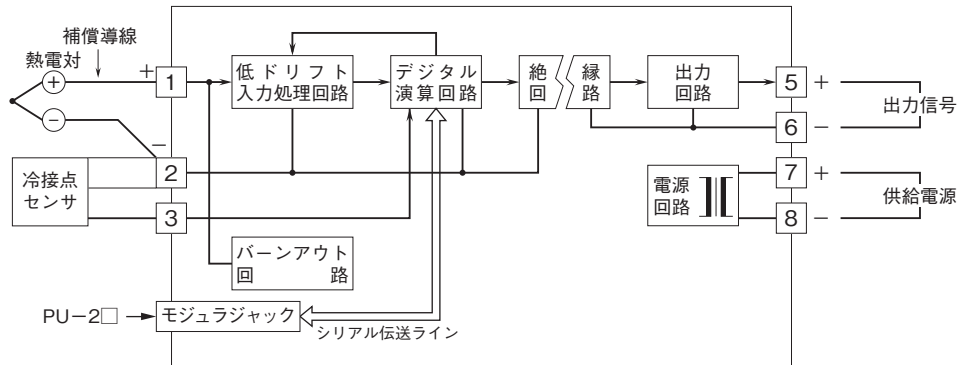 補償導線
熱電対
+
−
+
−
1
2
3
冷接点
センサ
低ドリフト
入力処理回路
デジタル
演算回路
絶縁
回路
出力
回路
5 +
6 −
出力信号
7 +
8 −
供給電源
電源
回路
バーンアウト
回路
PU−2□
モジュラジャック
シリアル伝送ライン